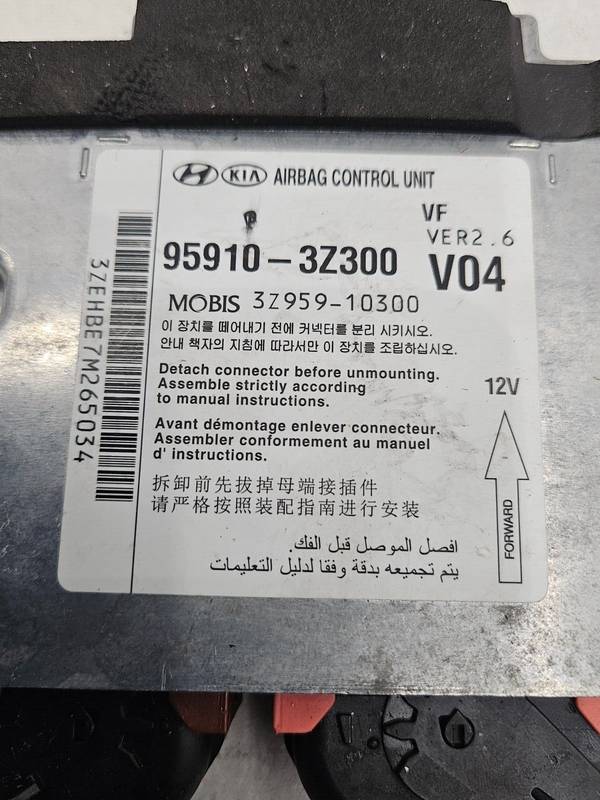 KIA AIRBAG CONTROL UNIT
VF
VER2.6
95910-3Z300 V04
MOBIS 3Z959-10300
이 장치를 떼어내기 전에 커넥터를 분리 시키시오.
안내 책자의 지침에 따라서만 이 장치를 조립하십시오.
Detach connector before unmounting.
Assemble strictly according
to manual instructions.
12V
Avant démontage enlever connecteur.
Assembler conformement au manuel
d' instructions.
拆卸前先拔掉母端接插件
请严格按照装配指南进行安装
افصل الموصل قبل الفك.
يتم تجميعه بدقة وفقا لدليل التعليمات
FORWARD
3ZEHBE7M265034